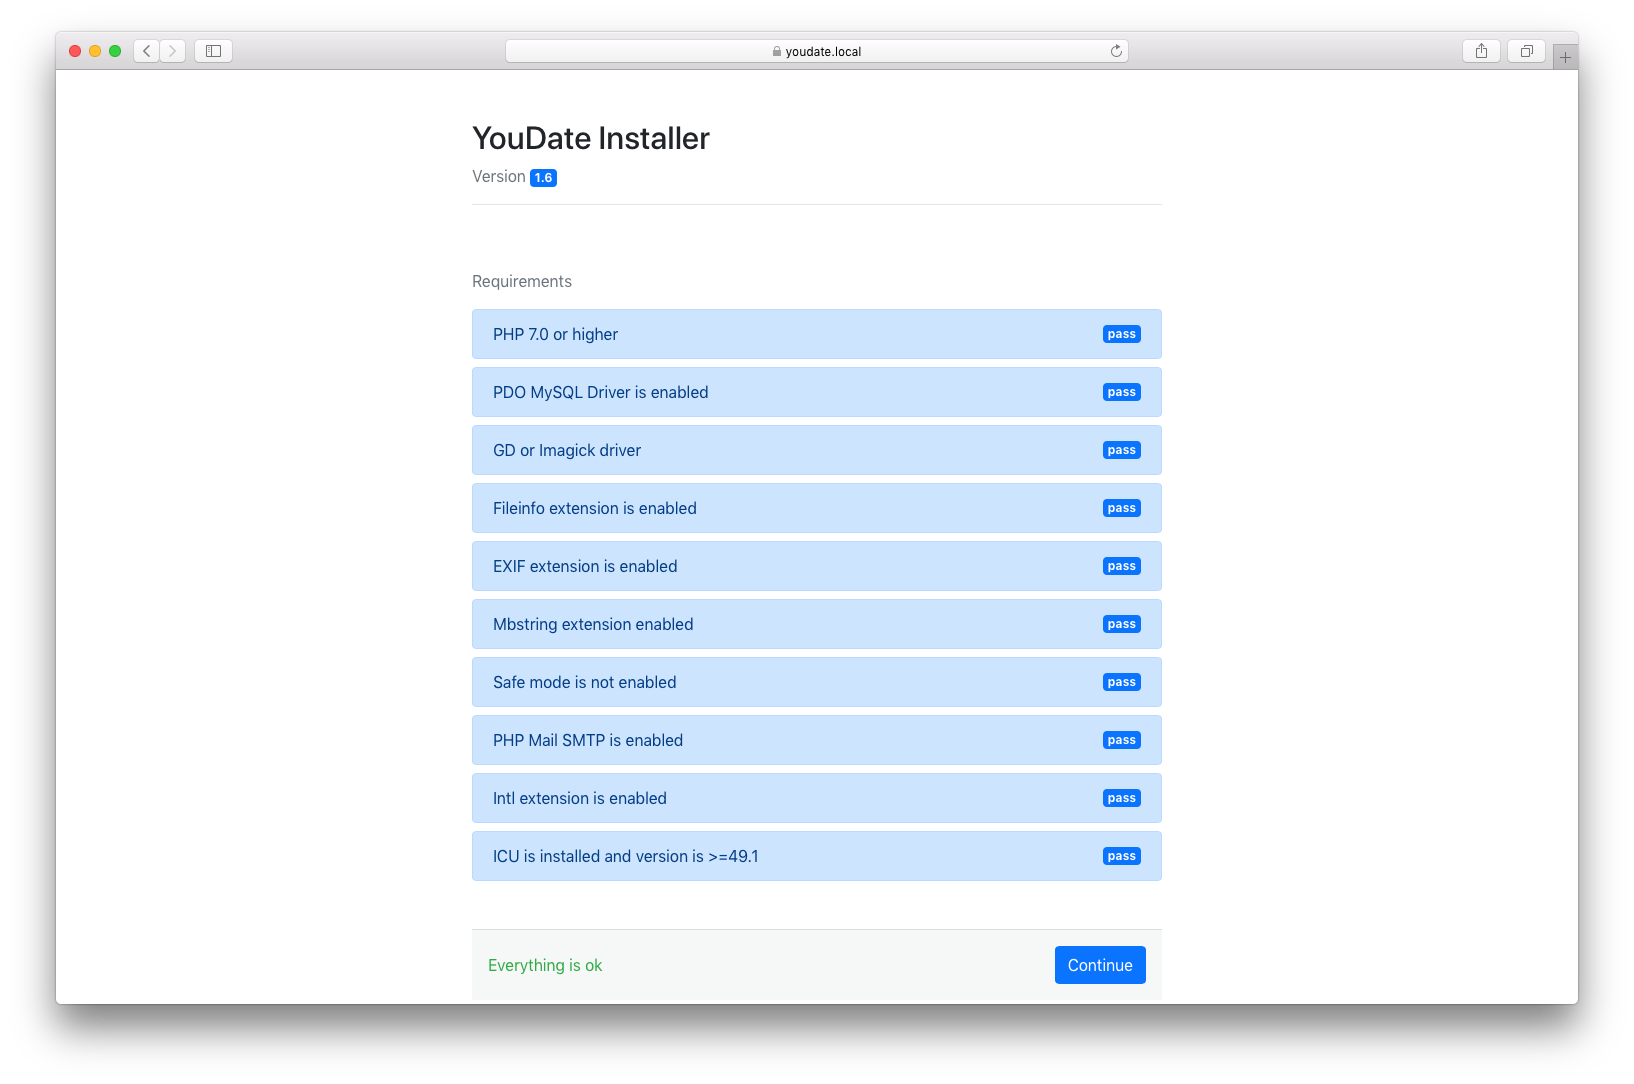 youdate.local
YouDate Installer
Version 1.6
Requirements
PHP 7.0 or higher pass
PDO MySQL Driver is enabled pass
GD or Imagick driver pass
Fileinfo extension is enabled pass
EXIF extension is enabled pass
Mbstring extension enabled pass
Safe mode is not enabled pass
PHP Mail SMTP is enabled pass
Intl extension is enabled pass
ICU is installed and version is >=49.1 pass
Everything is ok Continue